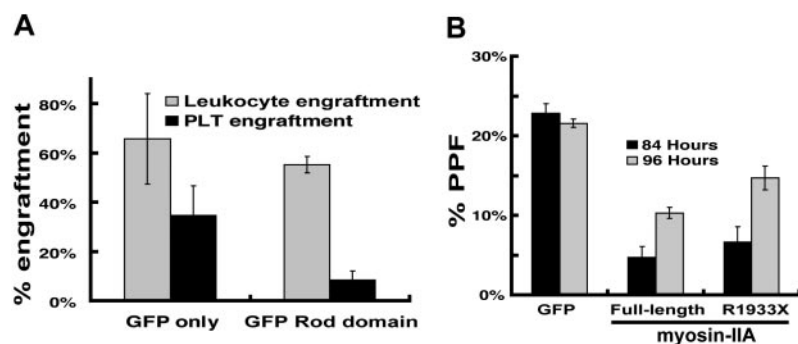 A
% engraftment
80%
60%
40%
20%
0%
Leukocyte engraftment
PLT engraftment
GFP only
GFP Rod domain
B
% PPF
30%
20%
10%
0%
84 Hours
96 Hours
GFP
Full-length
R1933X
myosin-IIA